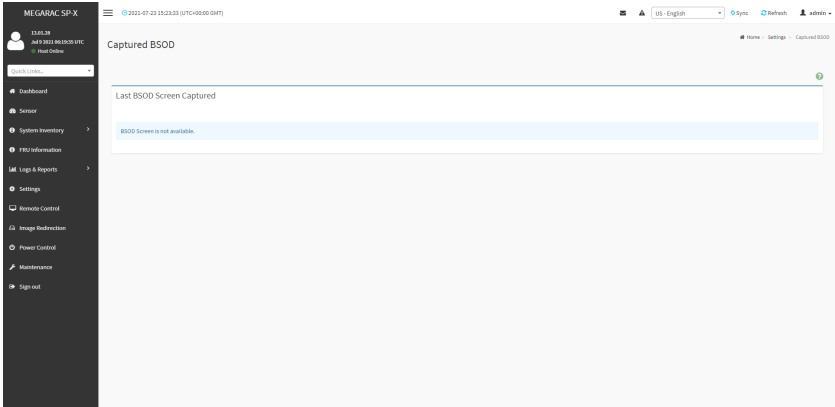 MEGARAC SP-X
2021-07-23 15:23:33 (UTC+00:00 GMT)
US - English
Sync
Refresh
admin
13.01.28
Jul 9 2021 06:19:35 UTC
Host Online
Quick Links...
Dashboard
Sensor
System Inventory
FRU Information
Logs & Reports
Settings
Remote Control
Image Redirection
Power Control
Maintenance
Sign out
Captured BSOD
Home - Settings - Captured BSOD
Last BSOD Screen Captured
BSOD Screen is not available.